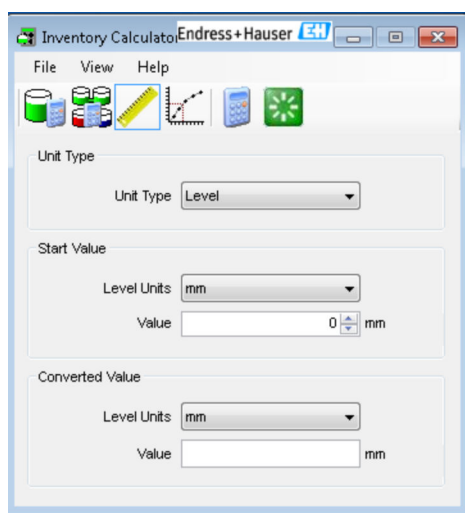 Inventory Calculator Endress+Hauser EH
File View Help
Unit Type
Unit Type Level
Start Value
Level Units mm
Value 0 mm
Converted Value
Level Units mm
Value mm